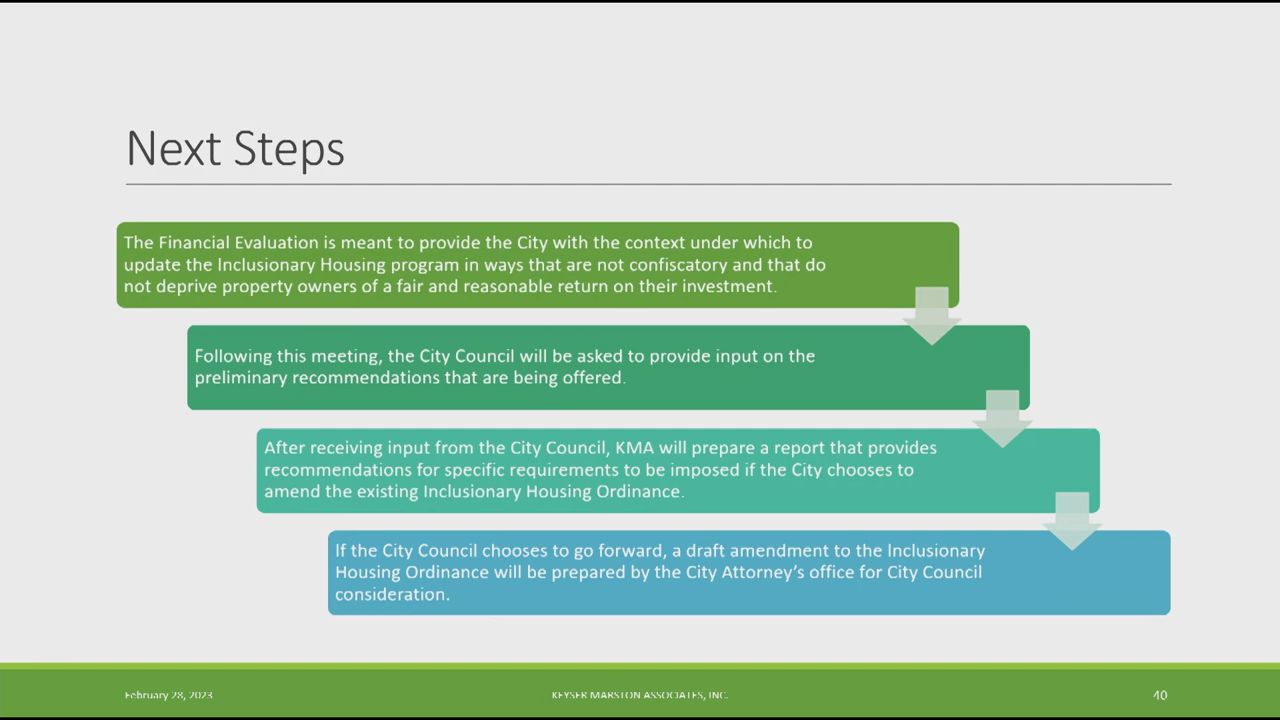 Next Steps
The Financial Evaluation is meant to provide the City with the context under which to
update the Inclusionary Housing program in ways that are not confiscatory and that do
not deprive property owners of a fair and reasonable return on their investment.
Following this meeting, the City Council will be asked to provide input on the
preliminary recommendations that are being offered.
After receiving input from the City Council, KMA will prepare a report that provides
recommendations for specific requirements to be imposed if the City chooses to
amend the existing Inclusionary Housing Ordinance.
If the City Council chooses to go forward, a draft amendment to the Inclusionary
Housing Ordinance will be prepared by the City Attorney’s office for City Council
consideration.
February 28, 2023
KEYSER MARSTON ASSOCIATES, INC.
40